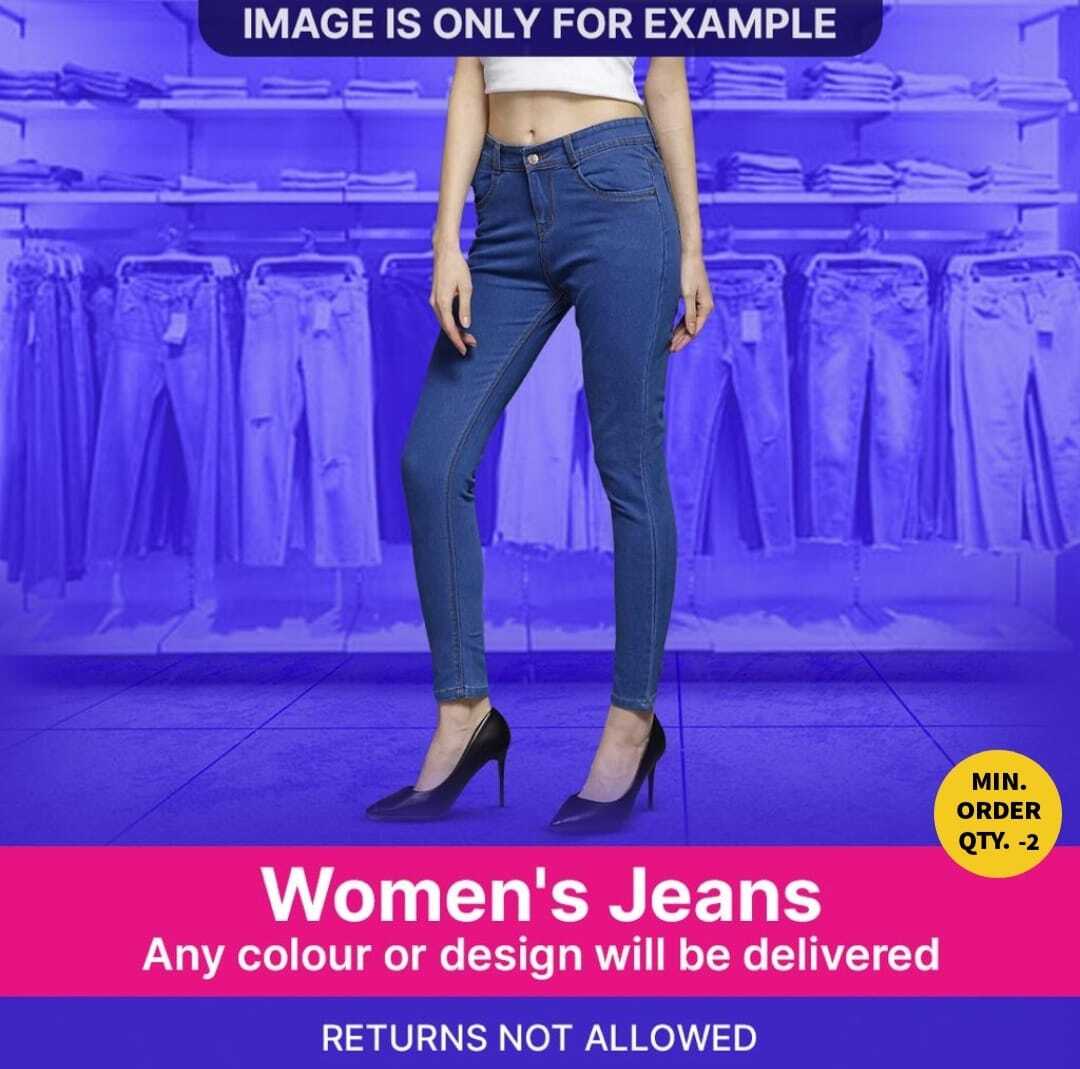 IMAGE IS ONLY FOR EXAMPLE
MIN.
ORDER
QTY. -2
Women's Jeans
Any colour or design will be delivered
RETURNS NOT ALLOWED